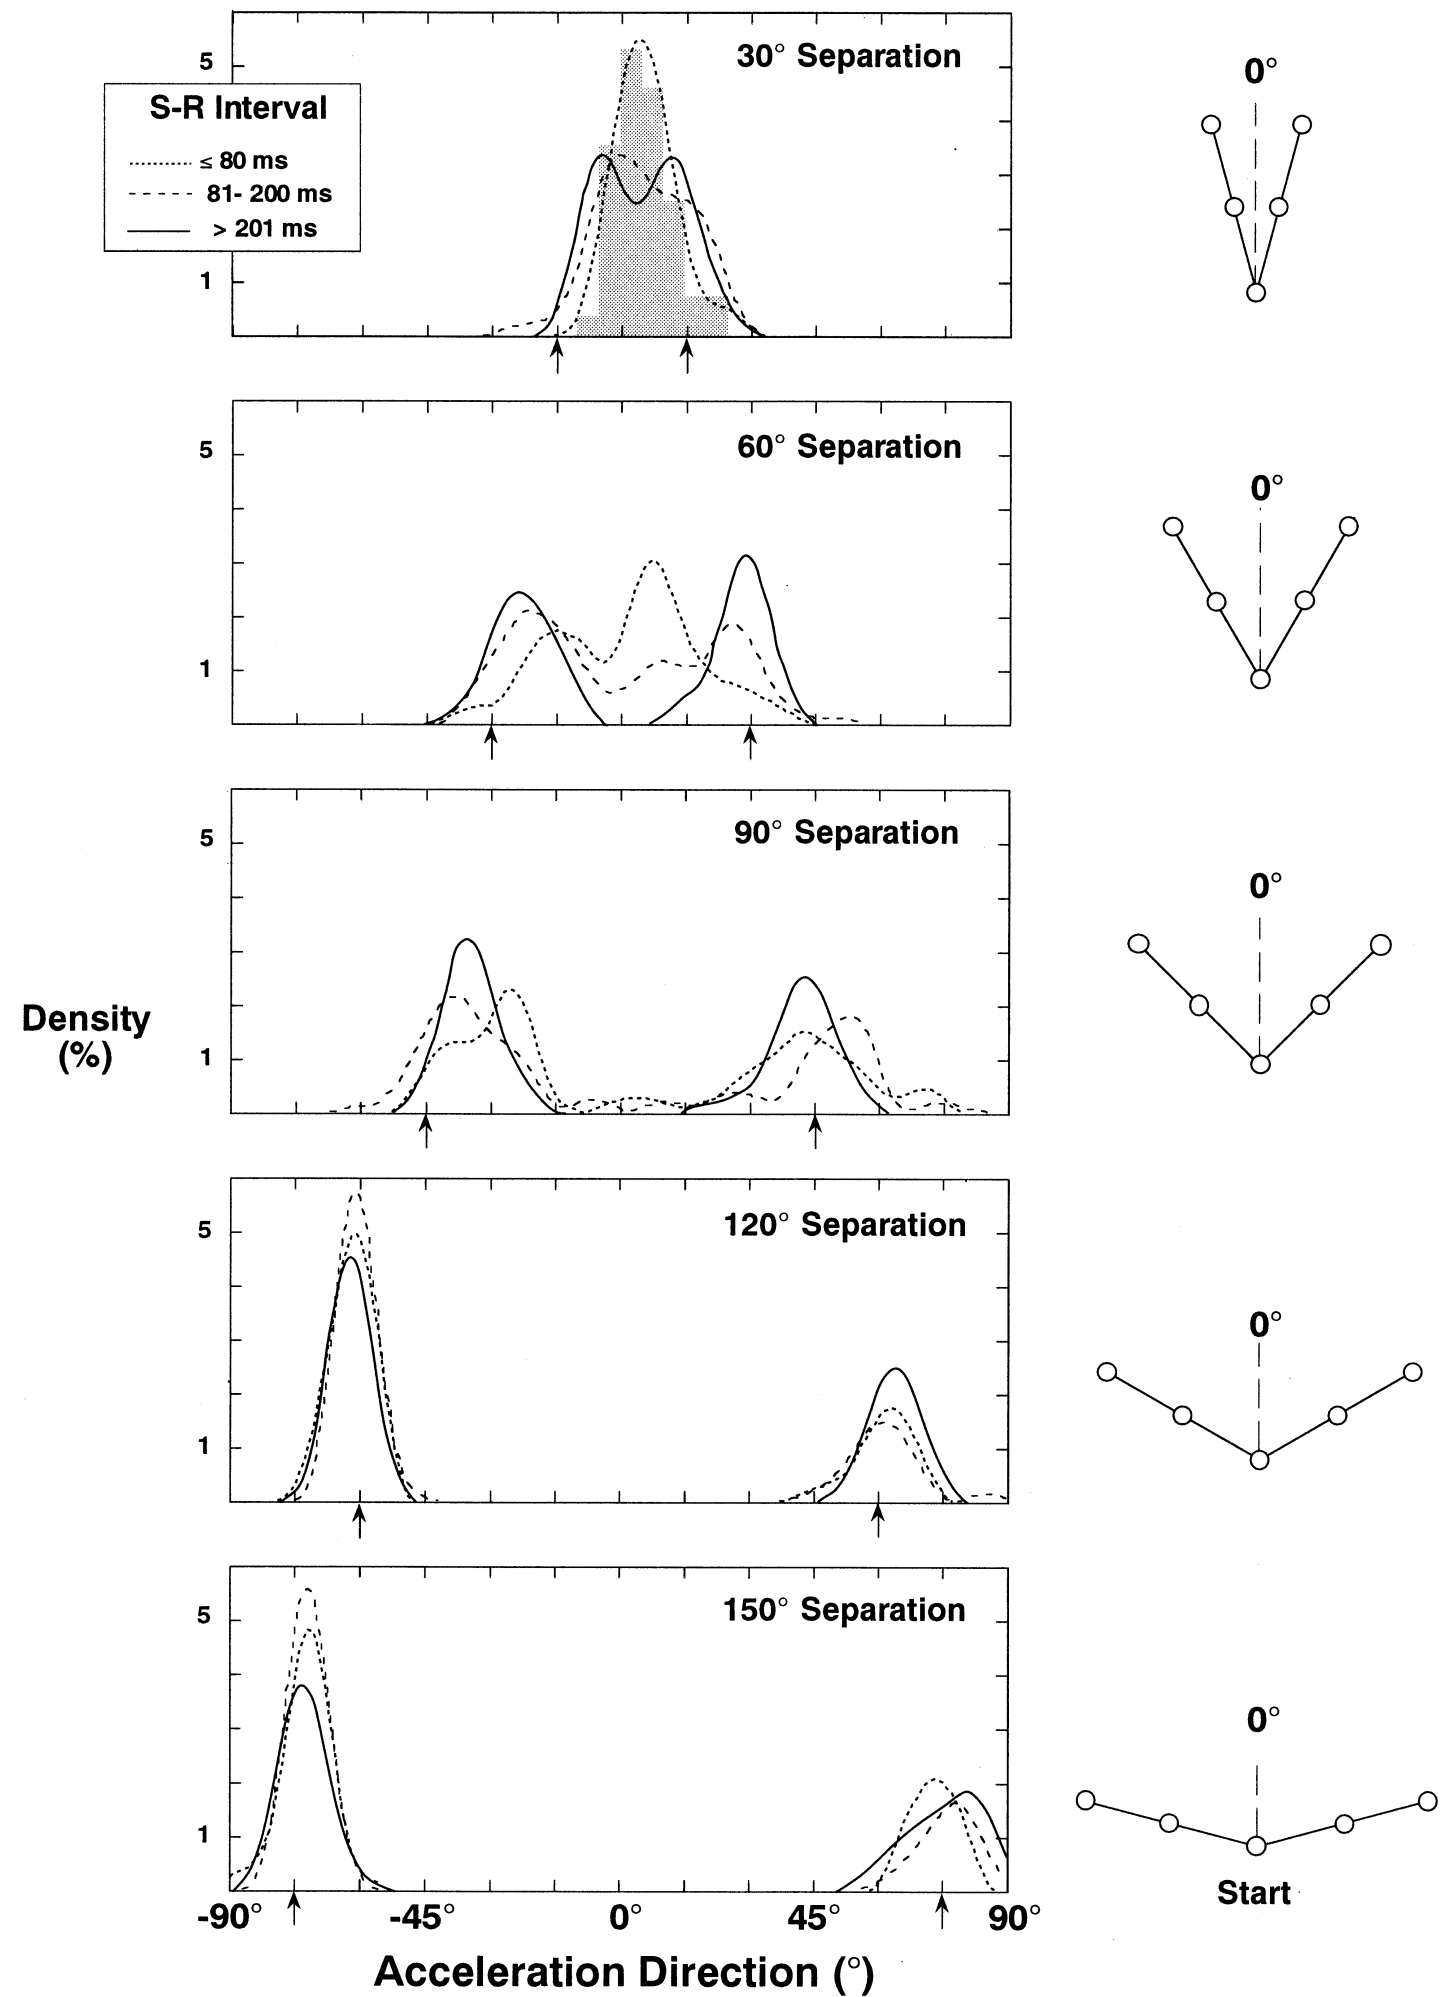 30° Separation
0°
5
S-R Interval
≤ 80 ms
81- 200 ms
> 201 ms
1
60° Separation
0°
5
1
90° Separation
0°
5
Density
(%)
1
120° Separation
0°
5
1
150° Separation
0°
5
1
Start
-90° -45° 0° 45° 90°
Acceleration Direction (°)